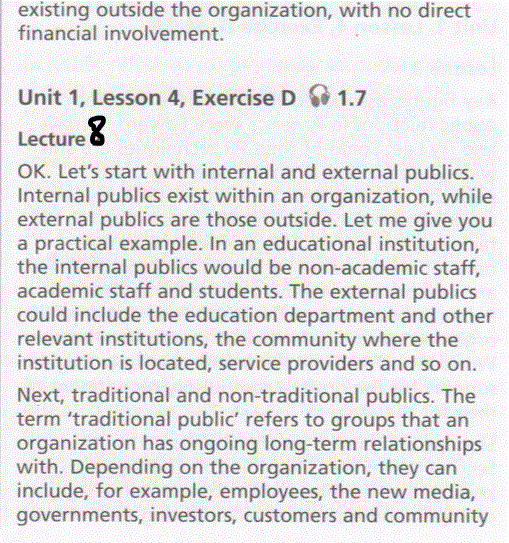 existing outside the organization, with no direct
financial involvement.
Unit 1, Lesson 4, Exercise D 1.7
Lecture 8
OK. Let's start with internal and external publics.
Internal publics exist within an organization, while
external publics are those outside. Let me give you
a practical example. In an educational institution,
the internal publics would be non-academic staff,
academic staff and students. The external publics
could include the education department and other
relevant institutions, the community where the
institution is located, service providers and so on.
Next, traditional and non-traditional publics. The
term ‘traditional public’ refers to groups that an
organization has ongoing long-term relationships
with. Depending on the organization, they can
include, for example, employees, the new media,
governments, investors, customers and community